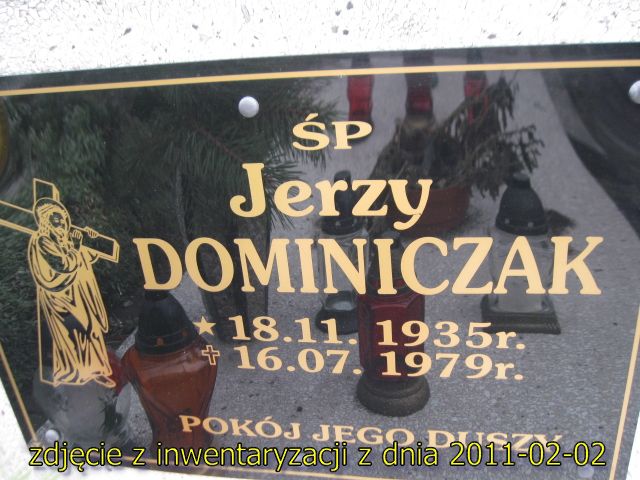 ŚP
Jerzy
DOMINICZAK
★ 18.11. 1935r.
✝ 16.07. 1979r.
POKÓJ JEGO DUSZY
zdjęcie z inwentaryzacji z dnia 2011-02-02